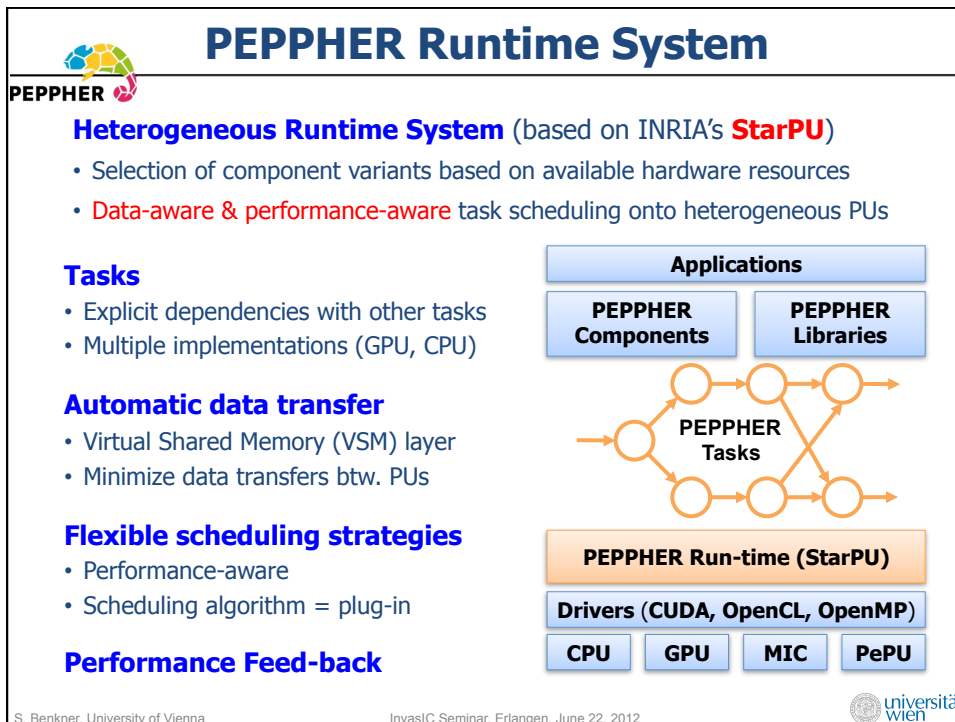 PEPPHER Runtime System
PEPPHER
Heterogeneous Runtime System (based on INRIA's StarPU)
• Selection of component variants based on available hardware resources
• Data-aware & performance-aware task scheduling onto heterogeneous PUs
Tasks
• Explicit dependencies with other tasks
• Multiple implementations (GPU, CPU)
Automatic data transfer
• Virtual Shared Memory (VSM) layer
• Minimize data transfers btw. PUs
Flexible scheduling strategies
• Performance-aware
• Scheduling algorithm = plug-in
Performance Feed-back
Applications
PEPPHER
Components
PEPPHER
Libraries
PEPPHER
Tasks
PEPPHER Run-time (StarPU)
Drivers (CUDA, OpenCL, OpenMP)
CPU
GPU
MIC
PePU
S. Benkner, University of Vienna
InvasIC Seminar, Erlangen, June 22, 2012
universität
wien